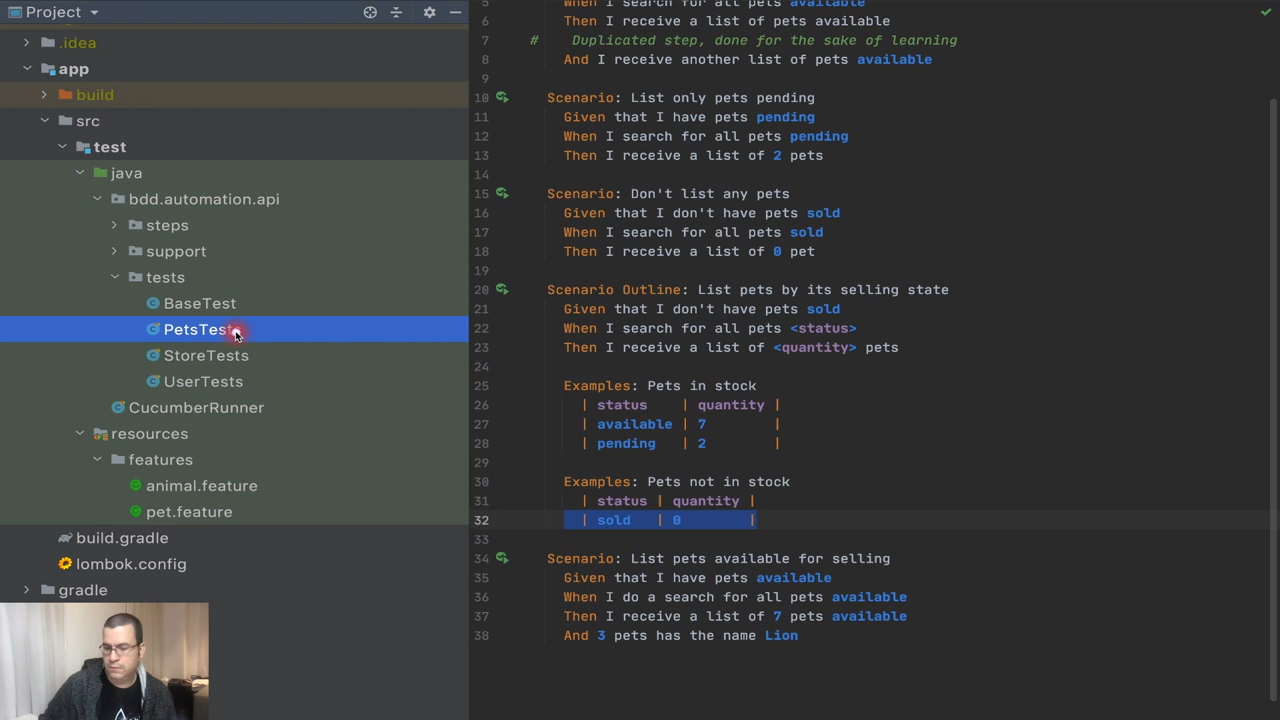 Project
.idea
app
build
src
test
java
bdd.automation.api
steps
support
tests
BaseTest
PetsTest
StoreTests
UserTests
CucumberRunner
resources
features
animal.feature
pet.feature
build.gradle
lombok.config
gradle
5 When I search for all pets available
6 Then I receive a list of pets available
7 # Duplicated step, done for the sake of learning
8 And I receive another list of pets available
9
10 Scenario: List only pets pending
11 Given that I have pets pending
12 When I search for all pets pending
13 Then I receive a list of 2 pets
14
15 Scenario: Don't list any pets
16 Given that I don't have pets sold
17 When I search for all pets sold
18 Then I receive a list of 0 pet
19
20 Scenario Outline: List pets by its selling state
21 Given that I don't have pets sold
22 When I search for all pets <status>
23 Then I receive a list of <quantity> pets
24
25 Examples: Pets in stock
26 | status | quantity |
27 | available | 7 |
28 | pending | 2 |
29
30 Examples: Pets not in stock
31 | status | quantity |
32 | sold | 0 |
33
34 Scenario: List pets available for selling
35 Given that I have pets available
36 When I do a search for all pets available
37 Then I receive a list of 7 pets available
38 And 3 pets has the name Lion